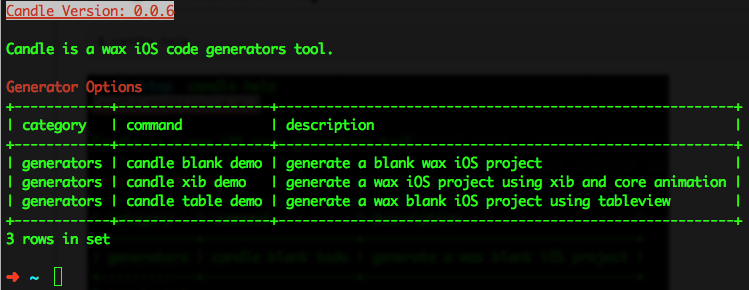 Candle Version: 0.0.6
Candle is a wax iOS code generators tool.
Generator Options
+------------+------------------+----------------------------------------------------+
| category | command | description |
+------------+------------------+----------------------------------------------------+
| generators | candle blank demo | generate a blank wax iOS project |
| generators | candle xib demo | generate a wax iOS project using xib and core animation |
| generators | candle table demo | generate a wax blank iOS project using tableview |
+------------+------------------+----------------------------------------------------+
3 rows in set
➜ ~